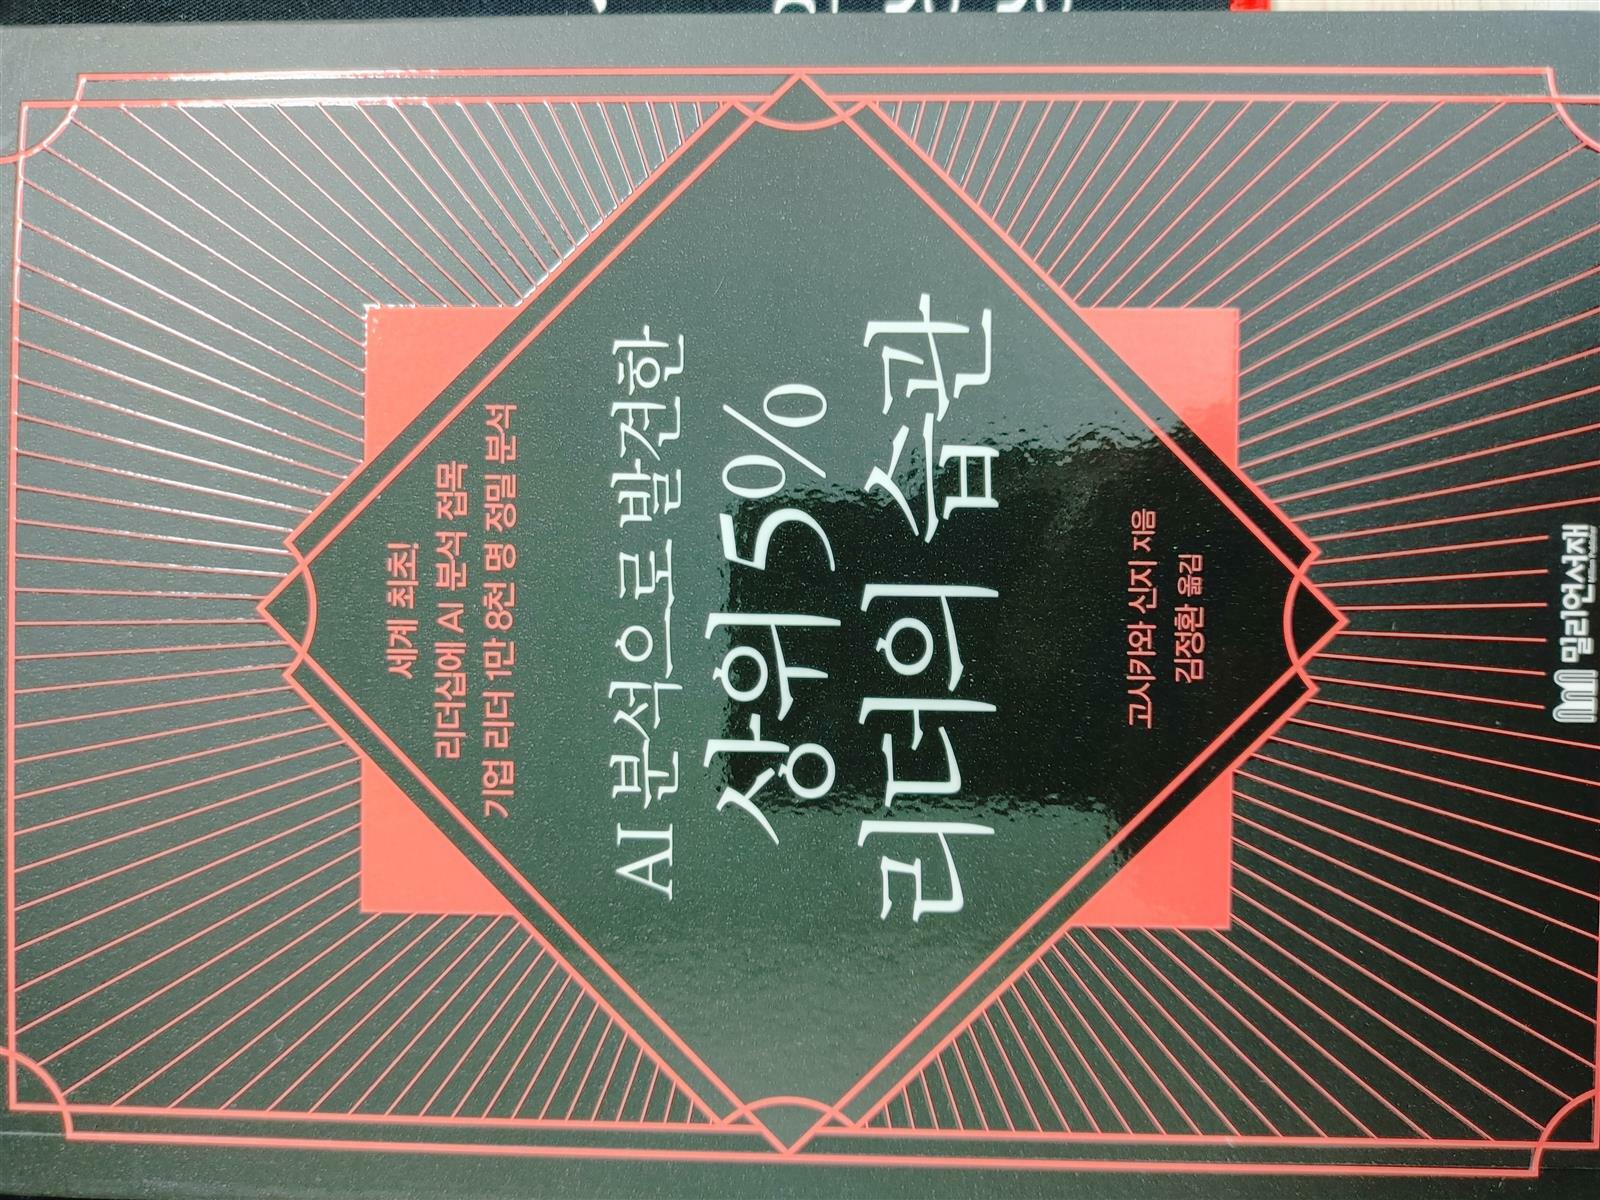 세계 최초!
리더십에 AI 분석 접목
기업 리더 1만 8천 명 정밀 분석
AI 분석으로 발견한
상위 5%
리더의 습관
고시카와 신지 지음
김정환 옮김
밀리언서재